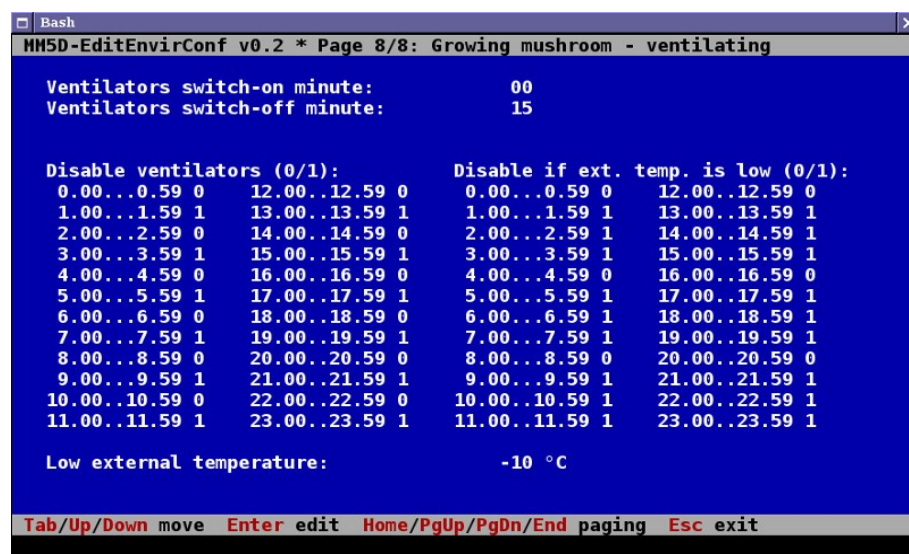 Bash
MM5D-EditEnvirConf v0.2 * Page 8/8: Growing mushroom - ventilating
Ventilators switch-on minute: 00
Ventilators switch-off minute: 15
Disable ventilators (0/1): Disable if ext. temp. is low (0/1):
0.00...0.59 0 12.00..12.59 0 0.00...0.59 0 12.00..12.59 0
1.00...1.59 1 13.00..13.59 1 1.00...1.59 1 13.00..13.59 1
2.00...2.59 0 14.00..14.59 0 2.00...2.59 1 14.00..14.59 1
3.00...3.59 1 15.00..15.59 1 3.00...3.59 1 15.00..15.59 1
4.00...4.59 0 16.00..16.59 0 4.00...4.59 0 16.00..16.59 0
5.00...5.59 1 17.00..17.59 1 5.00...5.59 1 17.00..17.59 1
6.00...6.59 0 18.00..18.59 0 6.00...6.59 1 18.00..18.59 1
7.00...7.59 1 19.00..19.59 1 7.00...7.59 1 19.00..19.59 1
8.00...8.59 0 20.00..20.59 0 8.00...8.59 0 20.00..20.59 0
9.00...9.59 1 21.00..21.59 1 9.00...9.59 1 21.00..21.59 1
10.00..10.59 0 22.00..22.59 0 10.00..10.59 1 22.00..22.59 1
11.00..11.59 1 23.00..23.59 1 11.00..11.59 1 23.00..23.59 1
Low external temperature: -10 °C
Tab/Up/Down move Enter edit Home/PgUp/PgDn/End paging Esc exit